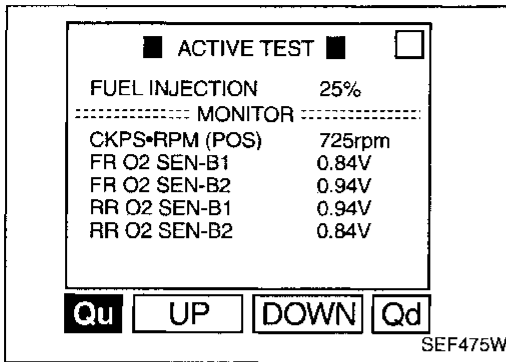 ■ ACTIVE TEST ■
FUEL INJECTION 25%
MONITOR
CKPS•RPM (POS) 725rpm
FR O2 SEN-B1 0.84V
FR O2 SEN-B2 0.94V
RR O2 SEN-B1 0.94V
RR O2 SEN-B2 0.84V
Qu UP DOWN Qd
SEF475W